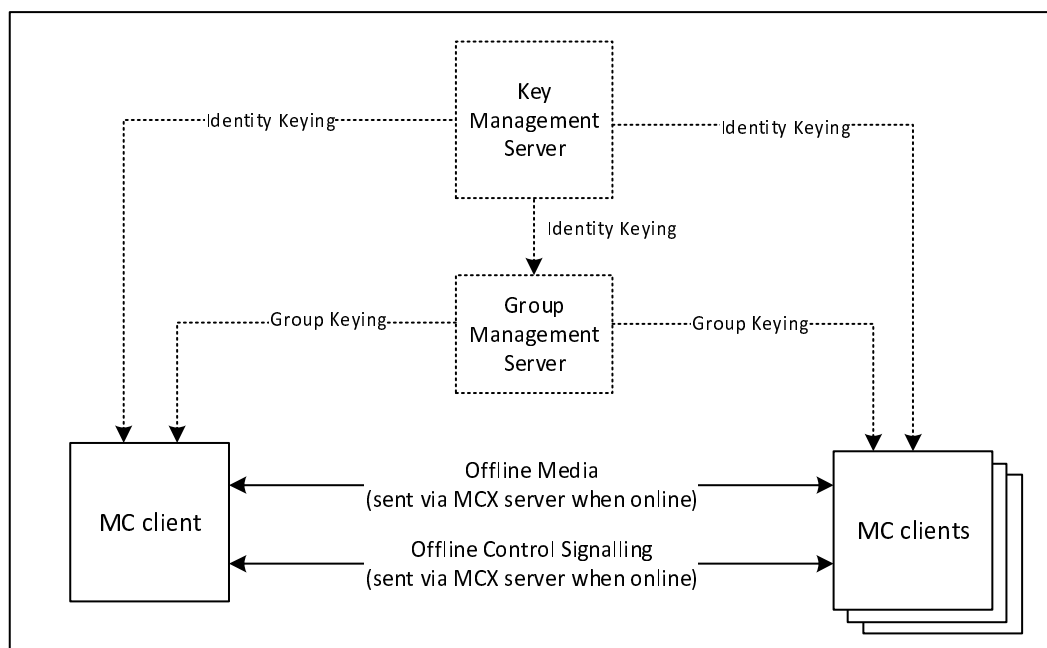 Key
Management
Server
Identity Keying
Identity Keying
Identity Keying
Group
Management
Server
Group Keying
Group Keying
MC client
Offline Media
(sent via MCX server when online)
Offline Control Signalling
(sent via MCX server when online)
MC clients